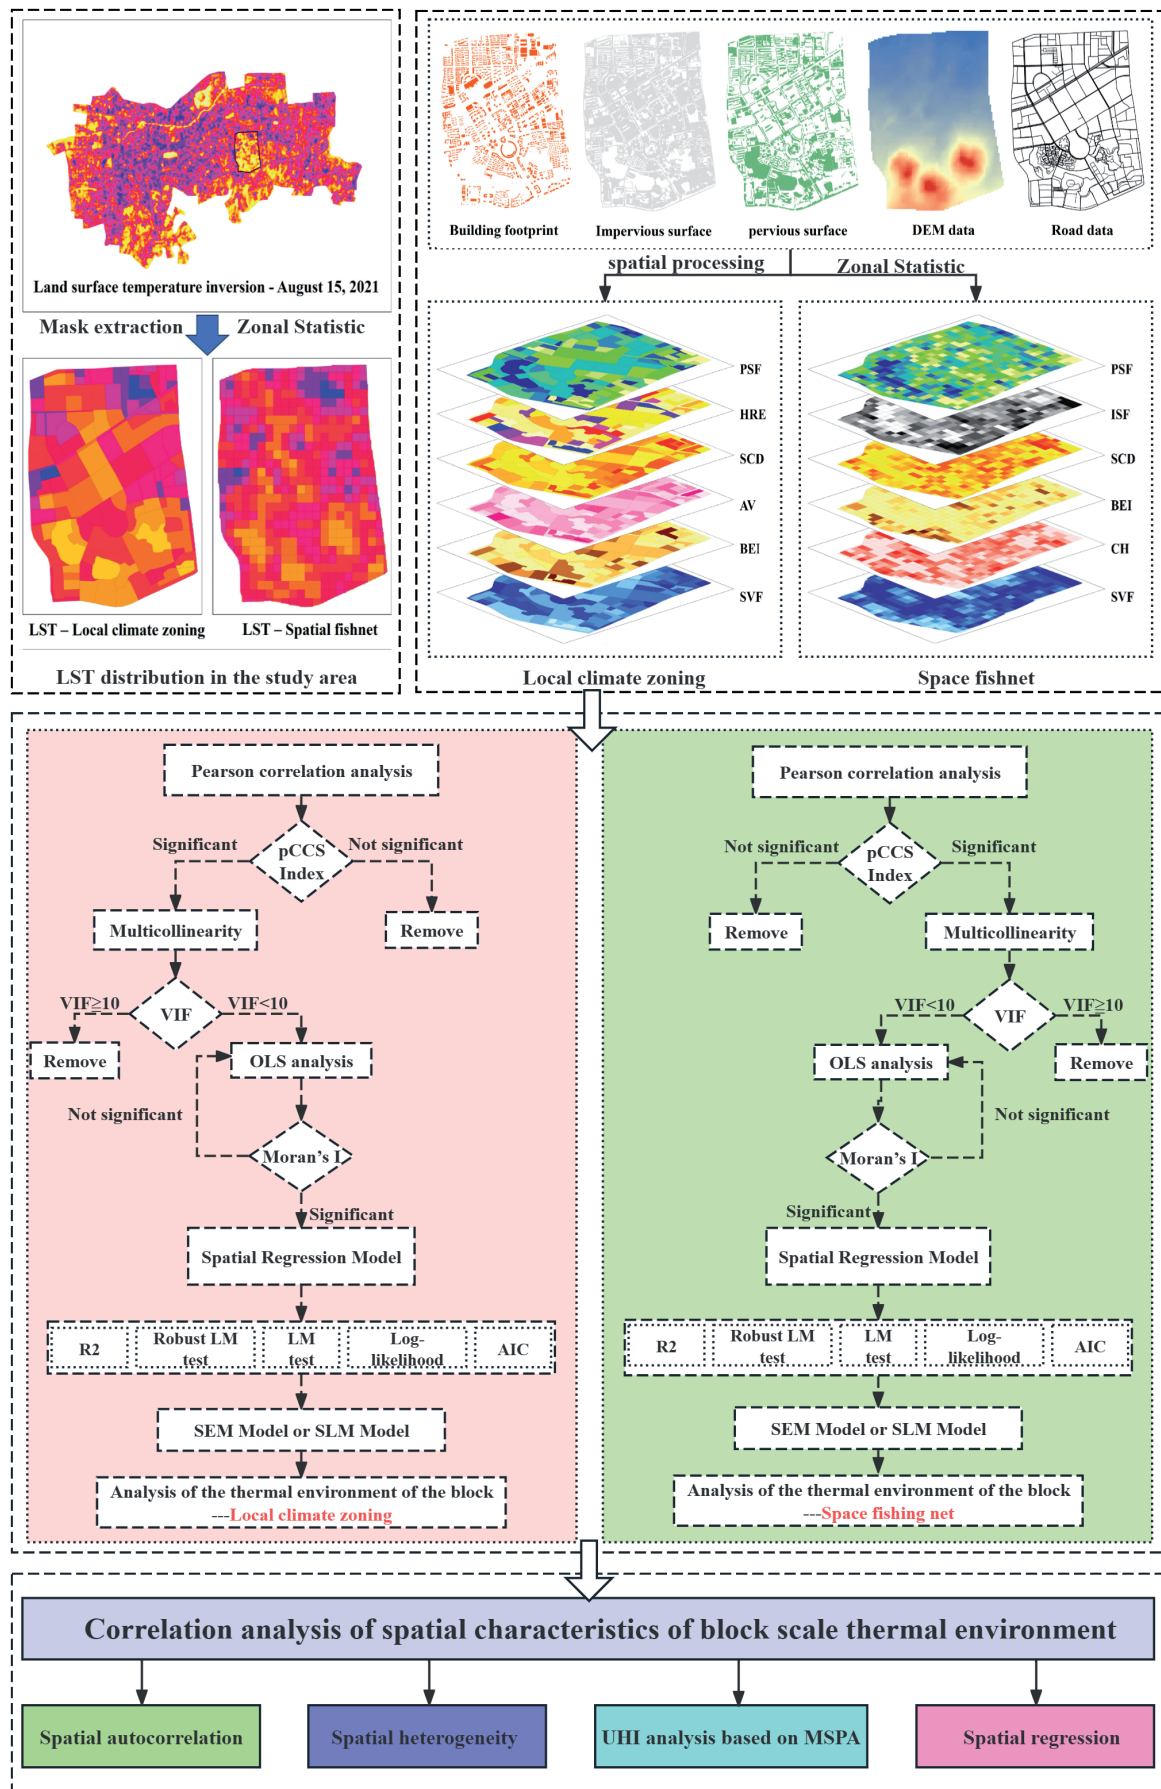 Land surface temperature inversion - August 15, 2021
Mask extraction
Zonal Statistic
LST – Local climate zoning
LST – Spatial fishnet
LST distribution in the study area
Building footprint
Impervious surface
pervious surface
DEM data
Road data
spatial processing
Zonal Statistic
PSF
HRE
SCD
AV
BEI
SVF
Local climate zoning
PSF
ISF
SCD
BEI
CH
SVF
Space fishnet
Pearson correlation analysis
pCCS
Index
Significant
Not significant
Multicollinearity
Remove
VIF
VIF≧10
VIF<10
Remove
OLS analysis
Not significant
Moran's I
Significant
Spatial Regression Model
R2
Robust LM
test
LM
test
Log-
likelihood
AIC
SEM Model or SLM Model
Analysis of the thermal environment of the block
---Local climate zoning
Pearson correlation analysis
pCCS
Index
Not significant
Significant
Remove
Multicollinearity
VIF
VIF<10
VIF≧10
OLS analysis
Remove
Not significant
Moran's I
Significant
Spatial Regression Model
R2
Robust LM
test
LM
test
Log-
likelihood
AIC
SEM Model or SLM Model
Analysis of the thermal environment of the block
---Space fishing net
Correlation analysis of spatial characteristics of block scale thermal environment
Spatial autocorrelation
Spatial heterogeneity
UHI analysis based on MSPA
Spatial regression